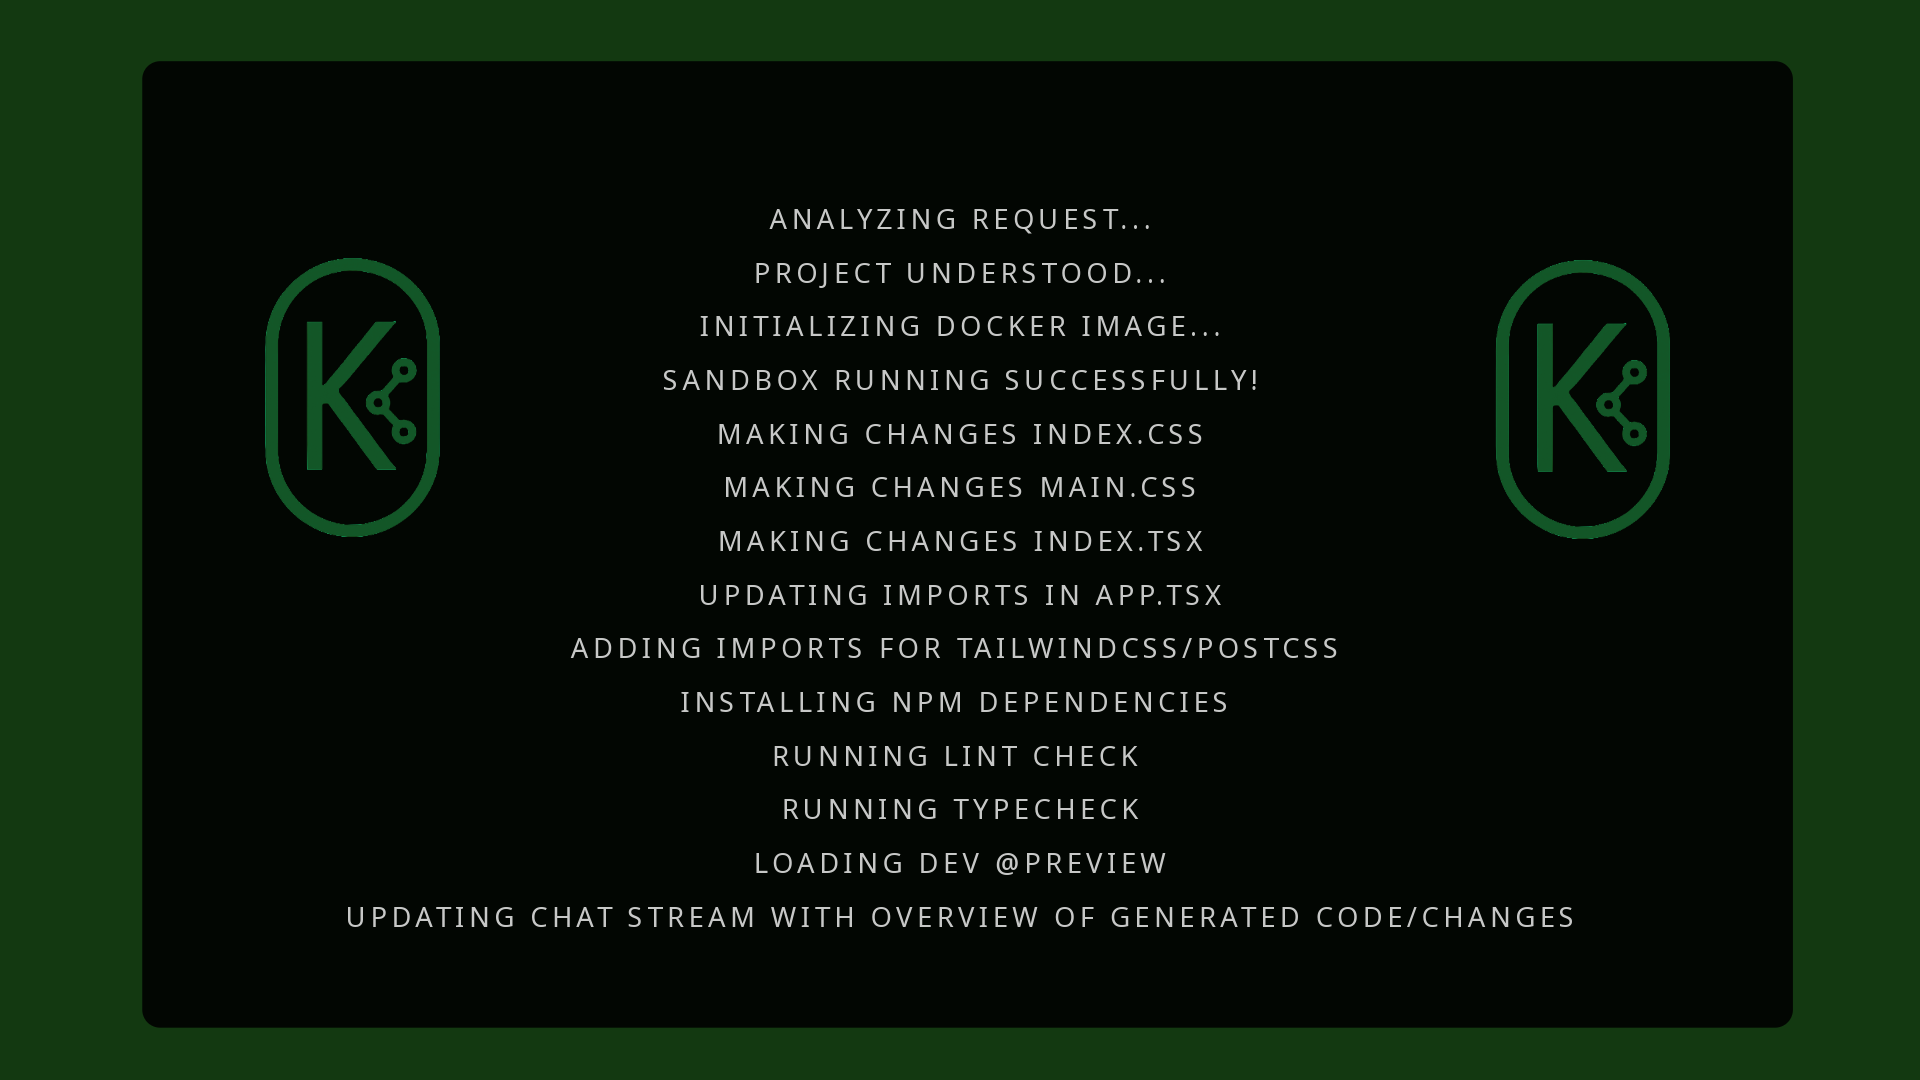 ANALYZING REQUEST...
PROJECT UNDERSTOOD...
INITIALIZING DOCKER IMAGE...
SANDBOX RUNNING SUCCESSFULLY!
MAKING CHANGES INDEX.CSS
MAKING CHANGES MAIN.CSS
MAKING CHANGES INDEX.TSX
UPDATING IMPORTS IN APP.TSX
ADDING IMPORTS FOR TAILWINDCSS/POSTCSS
INSTALLING NPM DEPENDENCIES
RUNNING LINT CHECK
RUNNING TYPECHECK
LOADING DEV @PREVIEW
UPDATING CHAT STREAM WITH OVERVIEW OF GENERATED CODE/CHANGES
K
K